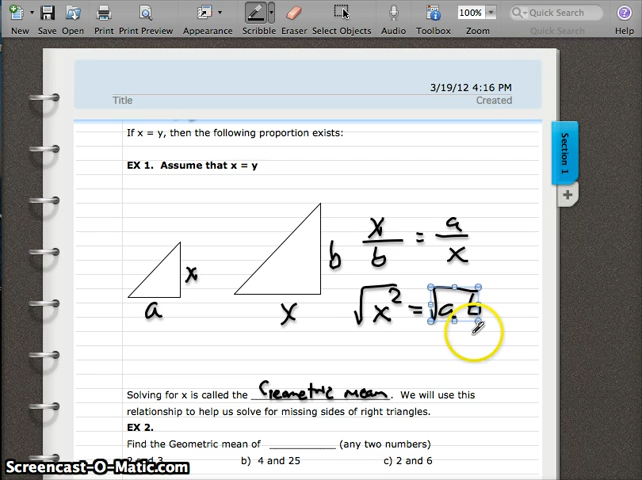 New Save Open Print Print Preview Appearance Scribble Eraser Select Objects Audio Toolbox 100% Zoom Quick Search Quick Search Help
3/19/12 4:16 PM
Title Created
Section 1
If x = y, then the following proportion exists:
EX 1. Assume that x = y
x/b = a/x
b
x
a
x
√x² = √a.b
Solving for x is called the Geometric mean. We will use this
relationship to help us solve for missing sides of right triangles.
EX 2.
Find the Geometric mean of __________ (any two numbers)
and 3 b) 4 and 25 c) 2 and 6
Screencast-O-Matic.com